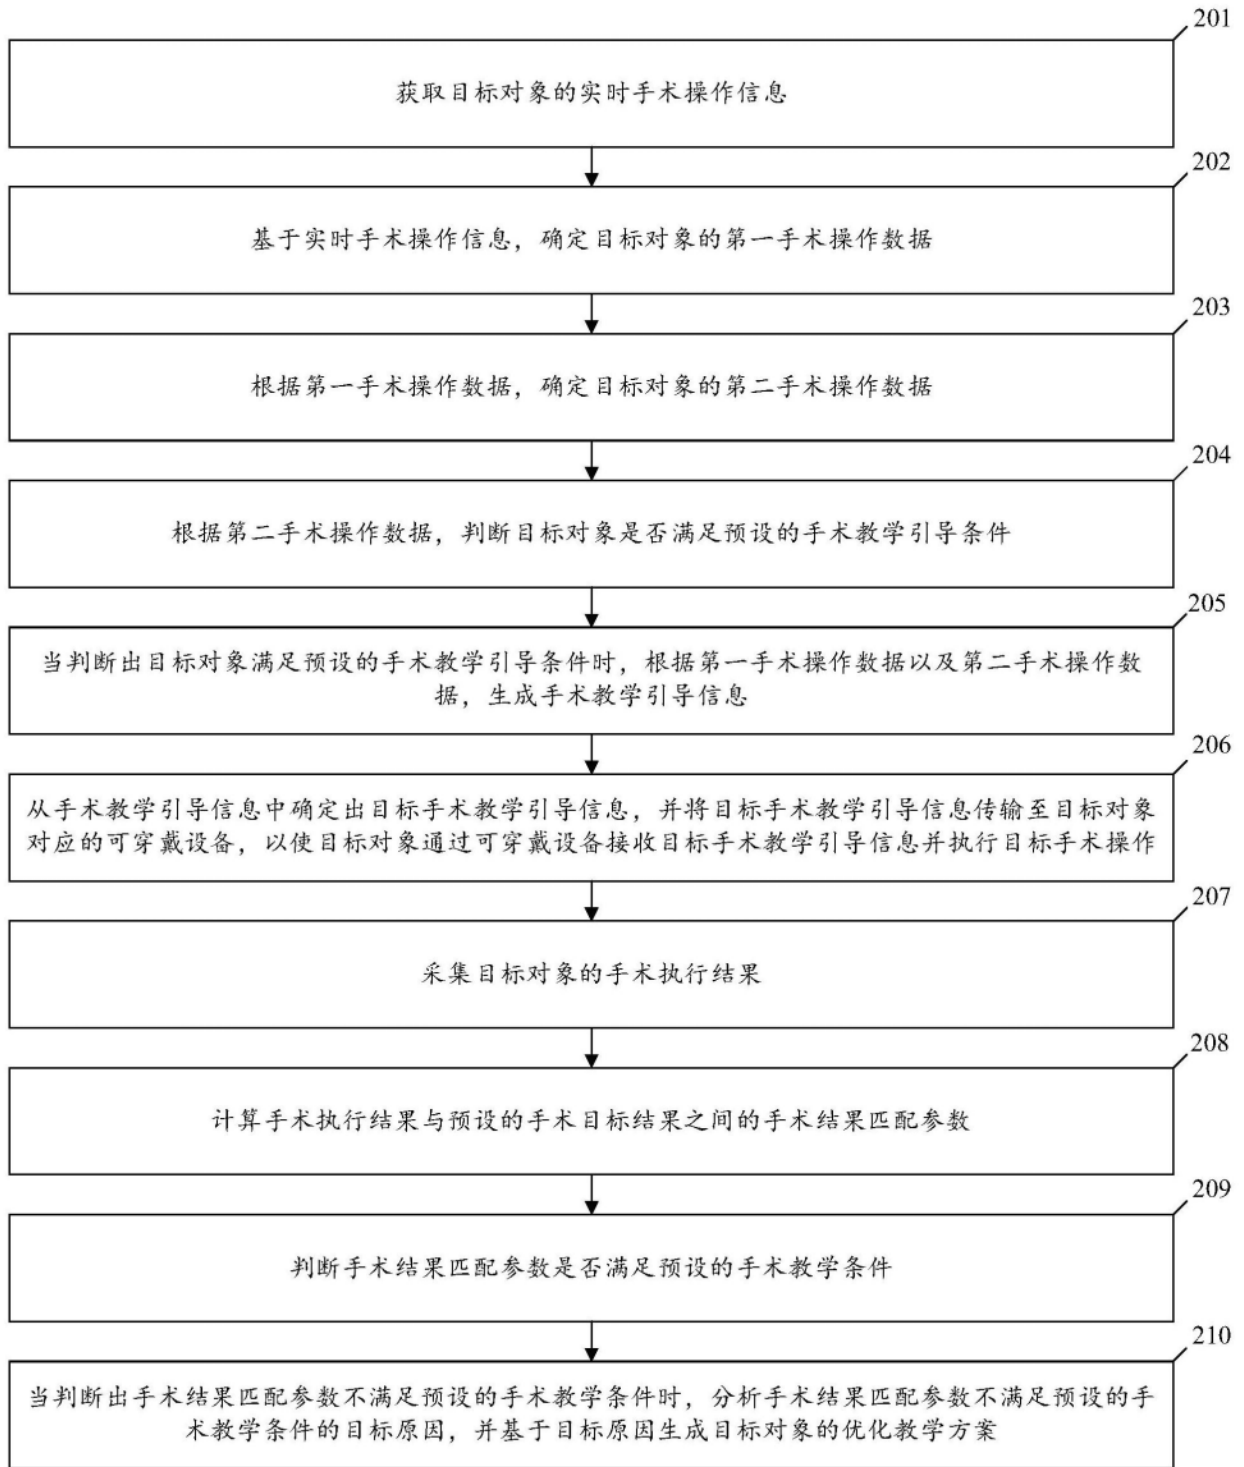 201
获取目标对象的实时手术操作信息
202
基于实时手术操作信息，确定目标对象的第一手术操作数据
203
根据第一手术操作数据，确定目标对象的第二手术操作数据
204
根据第二手术操作数据，判断目标对象是否满足预设的手术教学引导条件
205
当判断出目标对象满足预设的手术教学引导条件时，根据第一手术操作数据以及第二手术操作数
据，生成手术教学引导信息
206
从手术教学引导信息中确定出目标手术教学引导信息，并将目标手术教学引导信息传输至目标对象
对应的可穿戴设备，以使目标对象通过可穿戴设备接收目标手术教学引导信息并执行目标手术操作
207
采集目标对象的手术执行结果
208
计算手术执行结果与预设的手术目标结果之间的手术结果匹配参数
209
判断手术结果匹配参数是否满足预设的手术教学条件
210
当判断出手术结果匹配参数不满足预设的手术教学条件时，分析手术结果匹配参数不满足预设的手
术教学条件的目标原因，并基于目标原因生成目标对象的优化教学方案